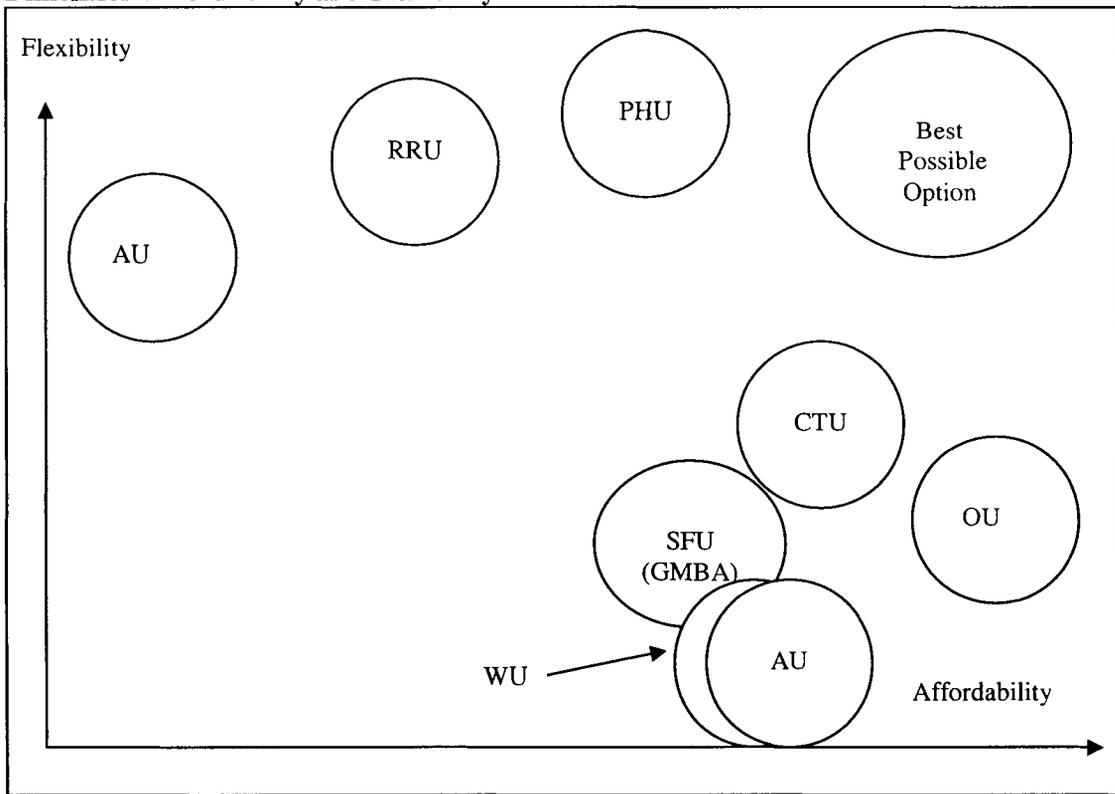 Flexibility
PHU
RRU
Best
Possible
Option
AU
CTU
OU
SFU
(GMBA)
AU
WU
Affordability